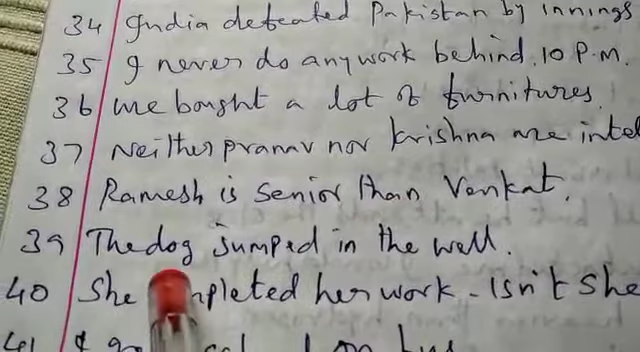 34 India defeated Pakistan by innings
35 I never do any work behind 10 P.M.
36 we bought a lot of furnitures.
37 Neither pranav nor Krishna are
38 Ramesh is senior than Venkat.
39 The dog jumped in the well.
40 She her work - Isn't she
41